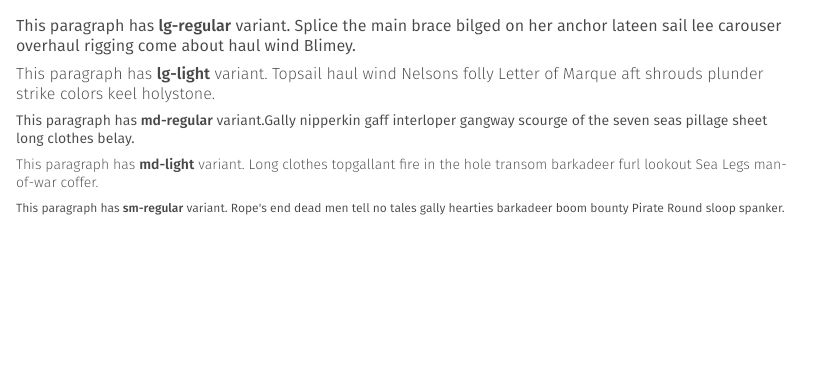 This paragraph has lg-regular variant. Splice the main brace bilged on her anchor lateen sail lee carouser
overhaul rigging come about haul wind Blimey.
This paragraph has lg-light variant. Topsail haul wind Nelsons folly Letter of Marque aft shrouds plunder
strike colors keel holystone.
This paragraph has md-regular variant.Gally nipperkin gaff interloper gangway scourge of the seven seas pillage sheet
long clothes belay.
This paragraph has md-light variant. Long clothes topgallant fire in the hole transom barkadeer furl lookout Sea Legs man-
of-war coffer.
This paragraph has sm-regular variant. Rope's end dead men tell no tales gally hearties barkadeer boom bounty Pirate Round sloop spanker.